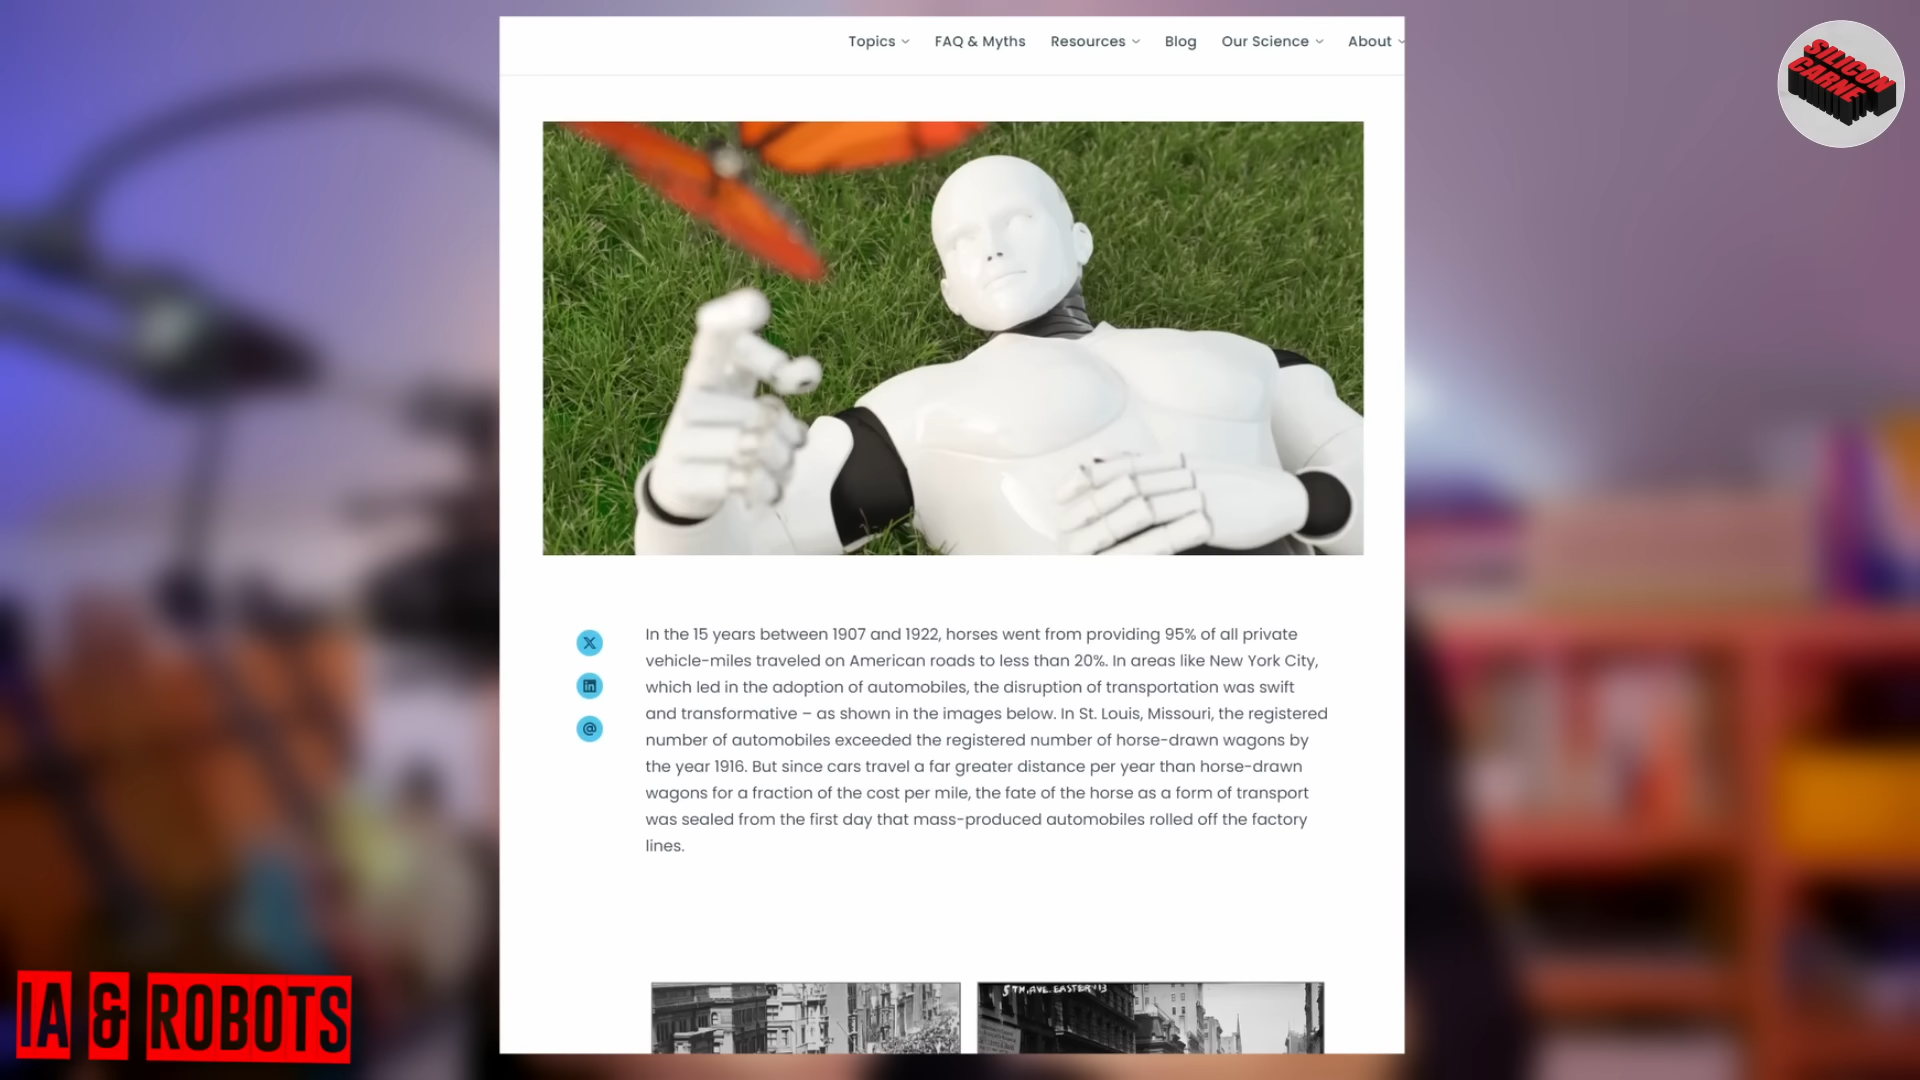 Topics FAQ & Myths Resources Blog Our Science About
SILICON
CARNE
In the 15 years between 1907 and 1922, horses went from providing 95% of all private
vehicle-miles traveled on American roads to less than 20%. In areas like New York City,
which led in the adoption of automobiles, the disruption of transportation was swift
and transformative – as shown in the images below. In St. Louis, Missouri, the registered
number of automobiles exceeded the registered number of horse-drawn wagons by
the year 1916. But since cars travel a far greater distance per year than horse-drawn
wagons for a fraction of the cost per mile, the fate of the horse as a form of transport
was sealed from the first day that mass-produced automobiles rolled off the factory
lines.
5TH. AVE. EASTER '13
IA & ROBOTS